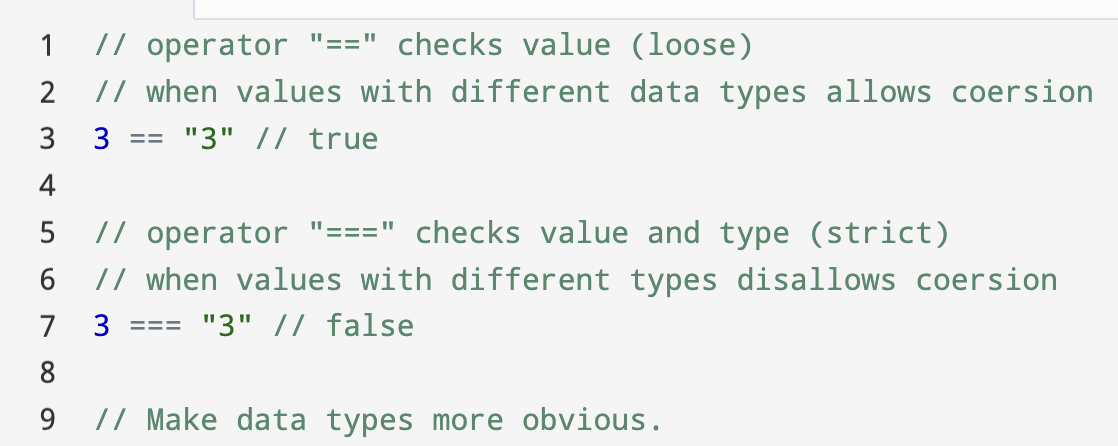 1 // operator "==" checks value (loose)
2 // when values with different data types allows coersion
3 3 == "3" // true
4
5 // operator "===" checks value and type (strict)
6 // when values with different types disallows coersion
7 3 === "3" // false
8
9 // Make data types more obvious.